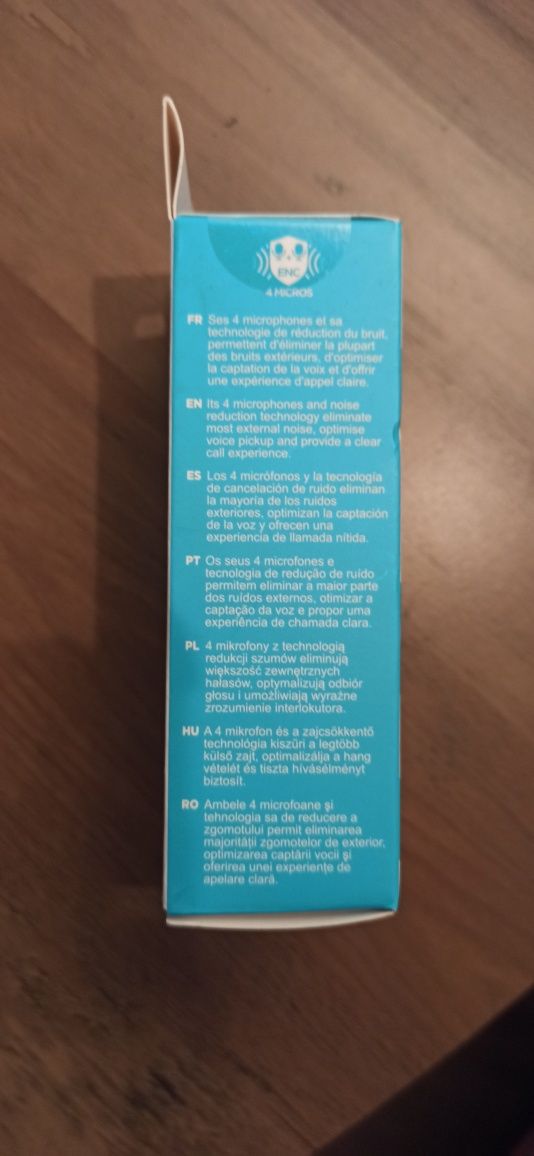 ENC
4 MICROS
FR Ses 4 microphones et sa
technologie de réduction du bruit,
permettent d'éliminer la plupart
des bruits extérieurs, d'optimiser
la captation de la voix et d'offrir
une expérience d'appel claire.
EN Its 4 microphones and noise
reduction technology eliminate
most external noise, optimise
voice pickup and provide a clear
call experience.
ES Los 4 micrófonos y la tecnología
de cancelación de ruido eliminan
la mayoría de los ruidos
exteriores, optimizan la captación
de la voz y ofrecen una
experiencia de llamada nítida.
PT Os seus 4 microfones e
tecnologia de redução de ruído
permitem eliminar a maior parte
dos ruídos externos, otimizar a
captação da voz e propor uma
experiência de chamada clara.
PL 4 mikrofony z technologią
redukcji szumów eliminują
większość zewnętrznych
hałasów, optymalizują odbiór
głosu i umożliwiają wyraźne
zrozumienie interlokutora.
HU A 4 mikrofon és a zajcsökkentő
technológia kiszűri a legtöbb
külső zajt, optimalizálja a hang
vételét és tiszta hívásélményt
biztosít.
RO Ambele 4 microfoane şi
tehnologia sa de reducere a
zgomotului permit eliminarea
majorităţii zgomotelor de exterior,
optimizarea captării vocii şi
oferirea unei experienţe de
apelare clară.